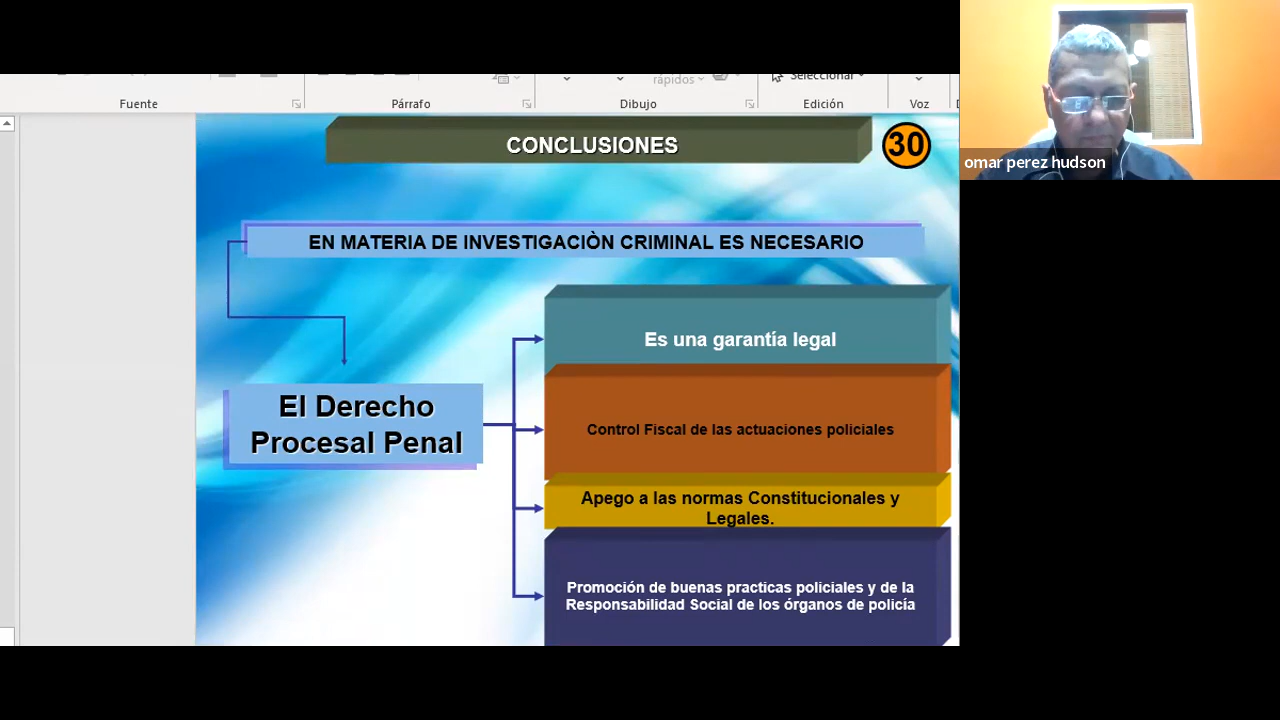 rápidos
Seleccionar
Fuente
Párrafo
Dibujo
Edición
Voz
CONCLUSIONES
30
omar perez hudson
EN MATERIA DE INVESTIGACIÒN CRIMINAL ES NECESARIO
Es una garantía legal
El Derecho
Procesal Penal
Control Fiscal de las actuaciones policiales
Apego a las normas Constitucionales y
Legales.
Promoción de buenas practicas policiales y de la
Responsabilidad Social de los órganos de policía